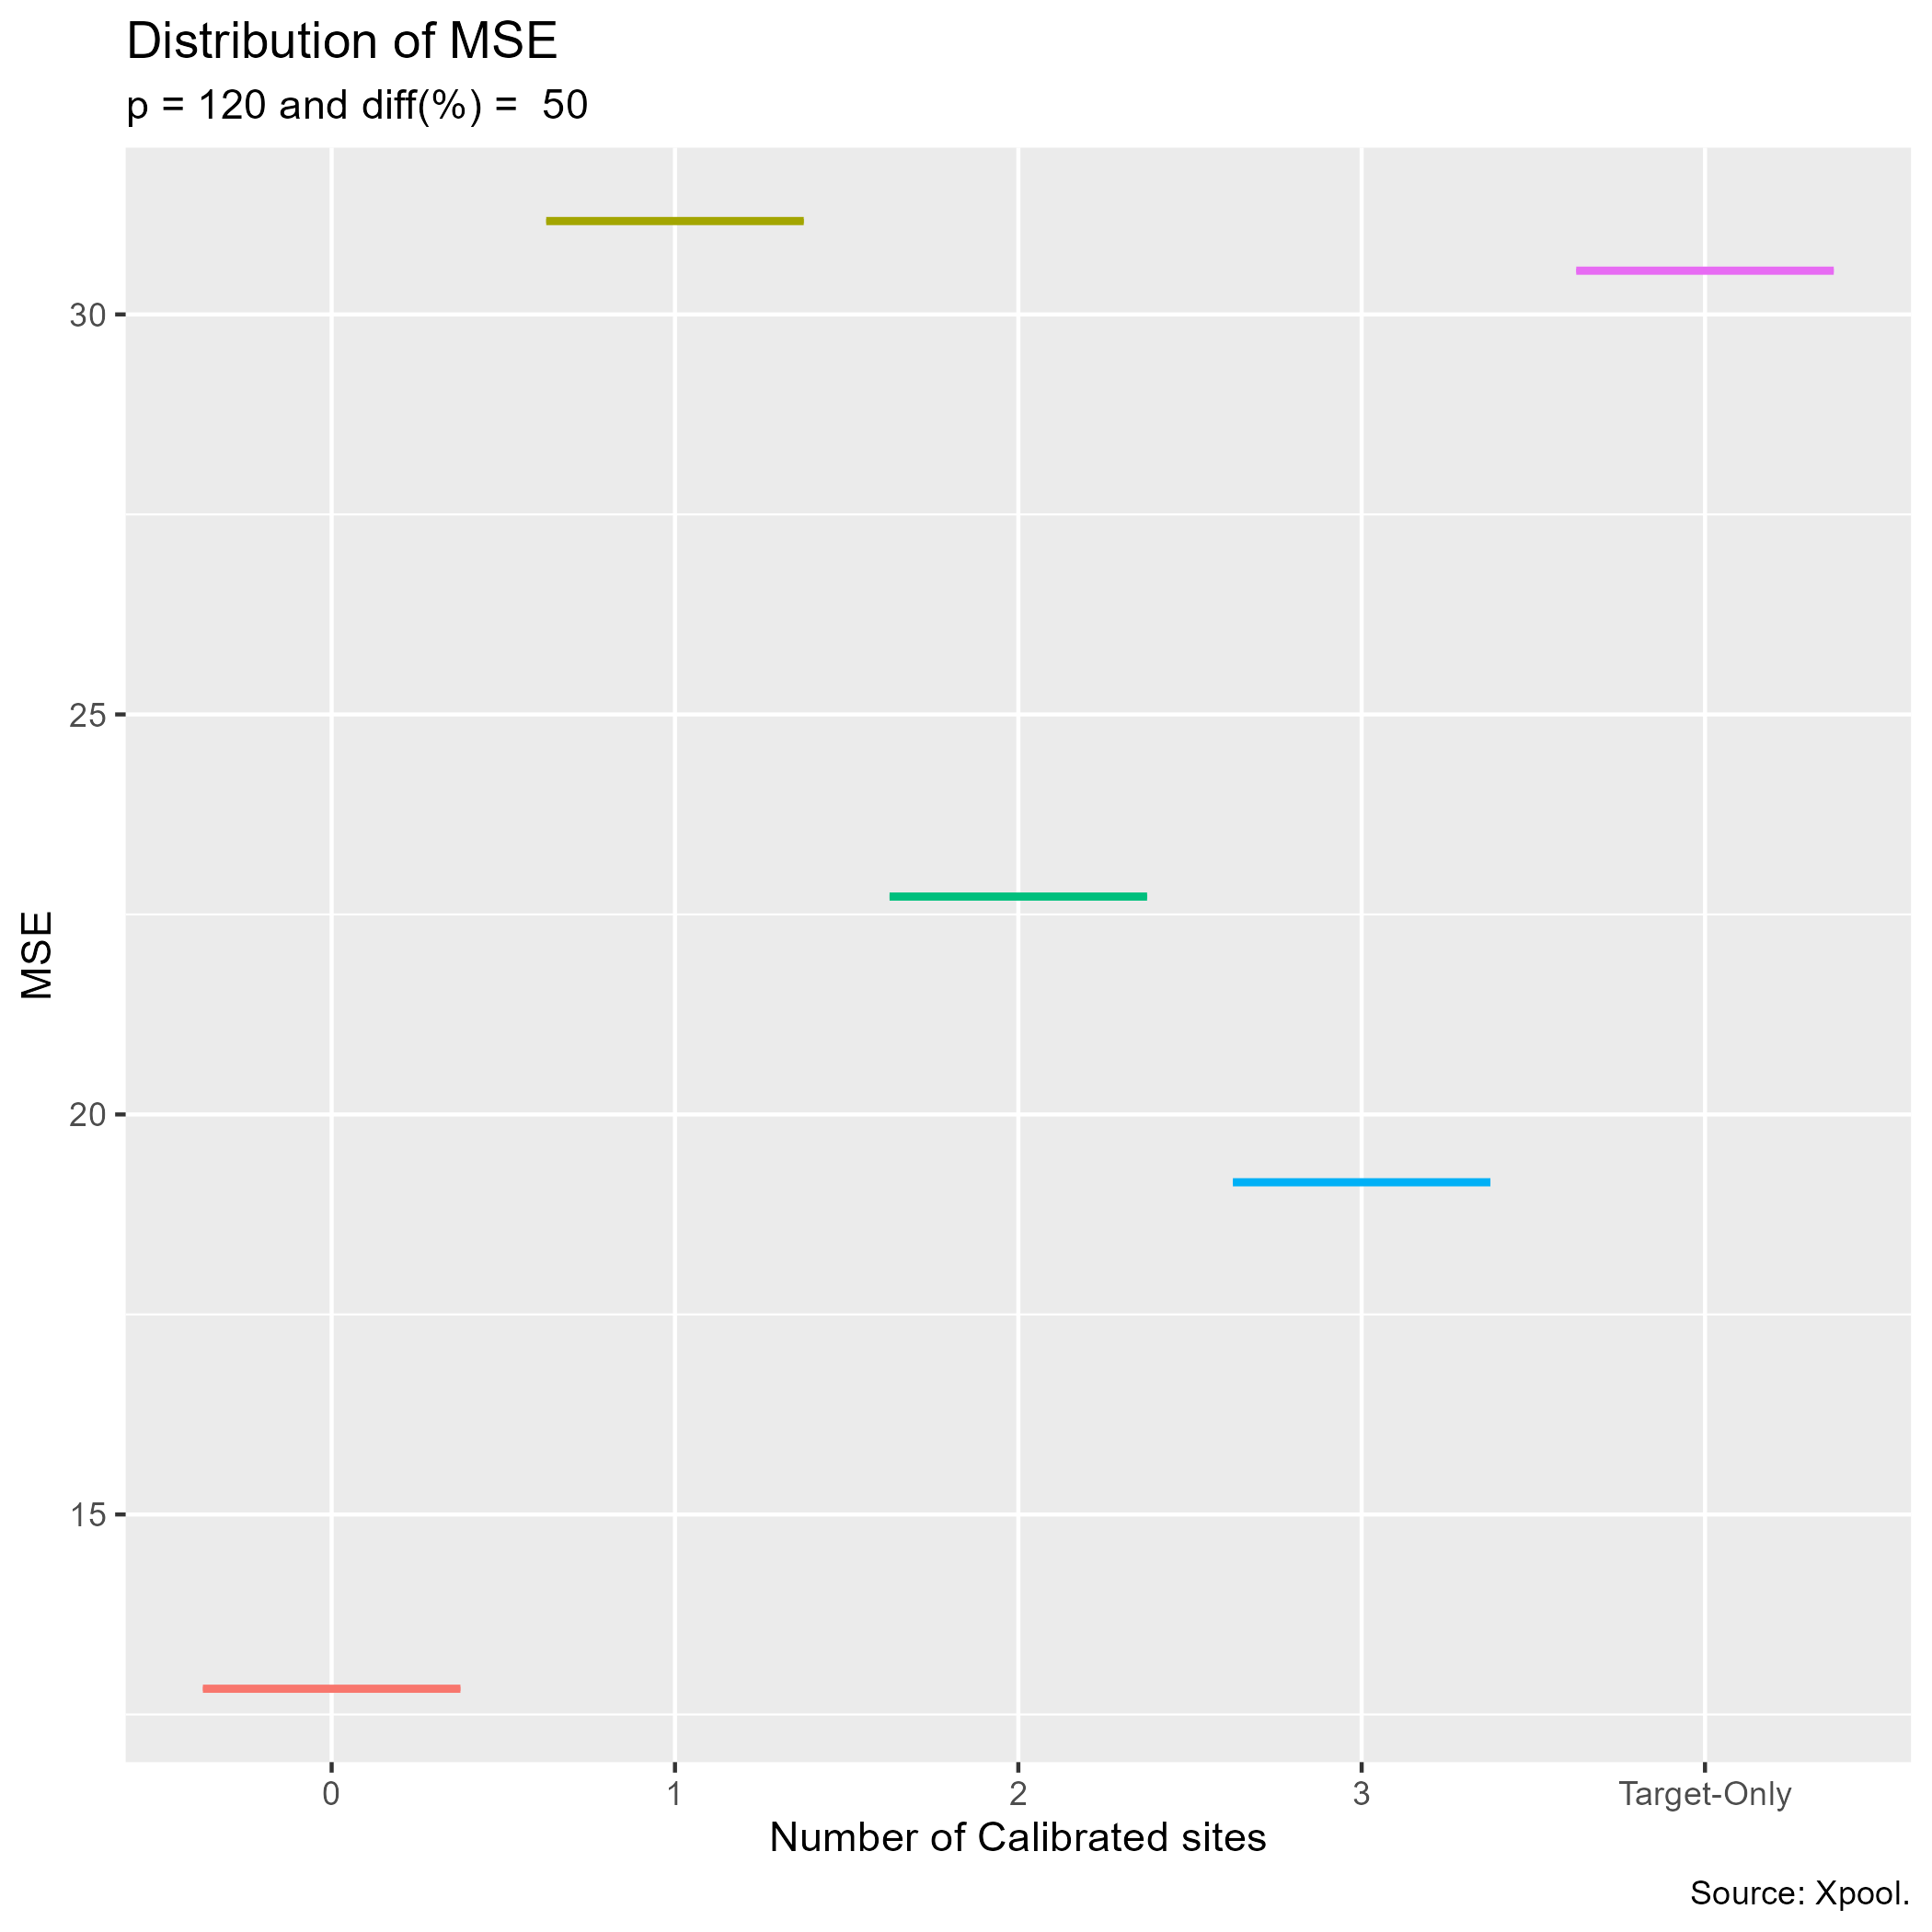 Distribution of MSE
p = 120 and diff(%) =  50
MSE
30
25
20
15
0
1
2
3
Target-Only
Number of Calibrated sites
Source: Xpool.